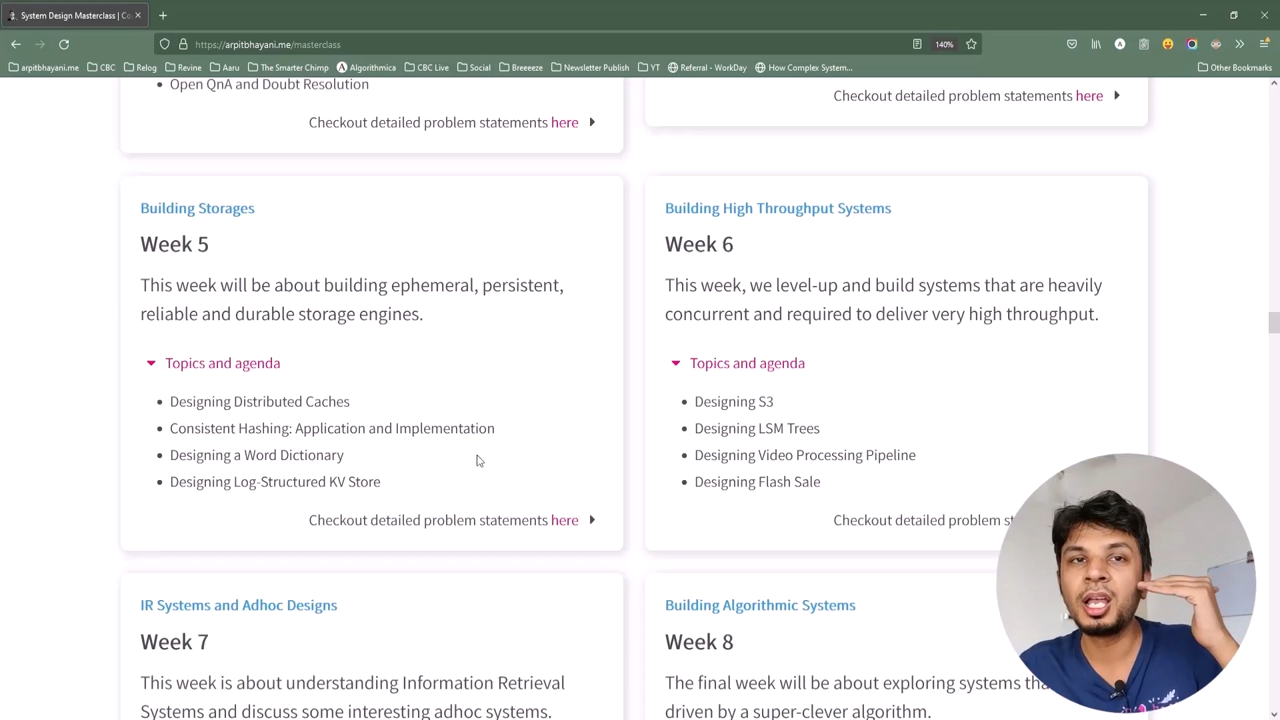 System Design Masterclass | Co
https://arpitbhayani.me/masterclass
140%
arpitbhayani.me
CBC
Relog
Revine
Aaru
The Smarter Chimp
Algorithmica
CBC Live
Social
Breeeeze
Newsletter Publish
YT
Referral - WorkDay
How Complex System...
Other Bookmarks
Open QnA and Doubt Resolution
Checkout detailed problem statements here
Checkout detailed problem statements here
Building Storages
Week 5
This week will be about building ephemeral, persistent,
reliable and durable storage engines.
Topics and agenda
Designing Distributed Caches
Consistent Hashing: Application and Implementation
Designing a Word Dictionary
Designing Log-Structured KV Store
Checkout detailed problem statements here
Building High Throughput Systems
Week 6
This week, we level-up and build systems that are heavily
concurrent and required to deliver very high throughput.
Topics and agenda
Designing S3
Designing LSM Trees
Designing Video Processing Pipeline
Designing Flash Sale
Checkout detailed problem st
IR Systems and Adhoc Designs
Week 7
This week is about understanding Information Retrieval
Systems and discuss some interesting adhoc systems.
Building Algorithmic Systems
Week 8
The final week will be about exploring systems tha
driven by a super-clever algorithm.